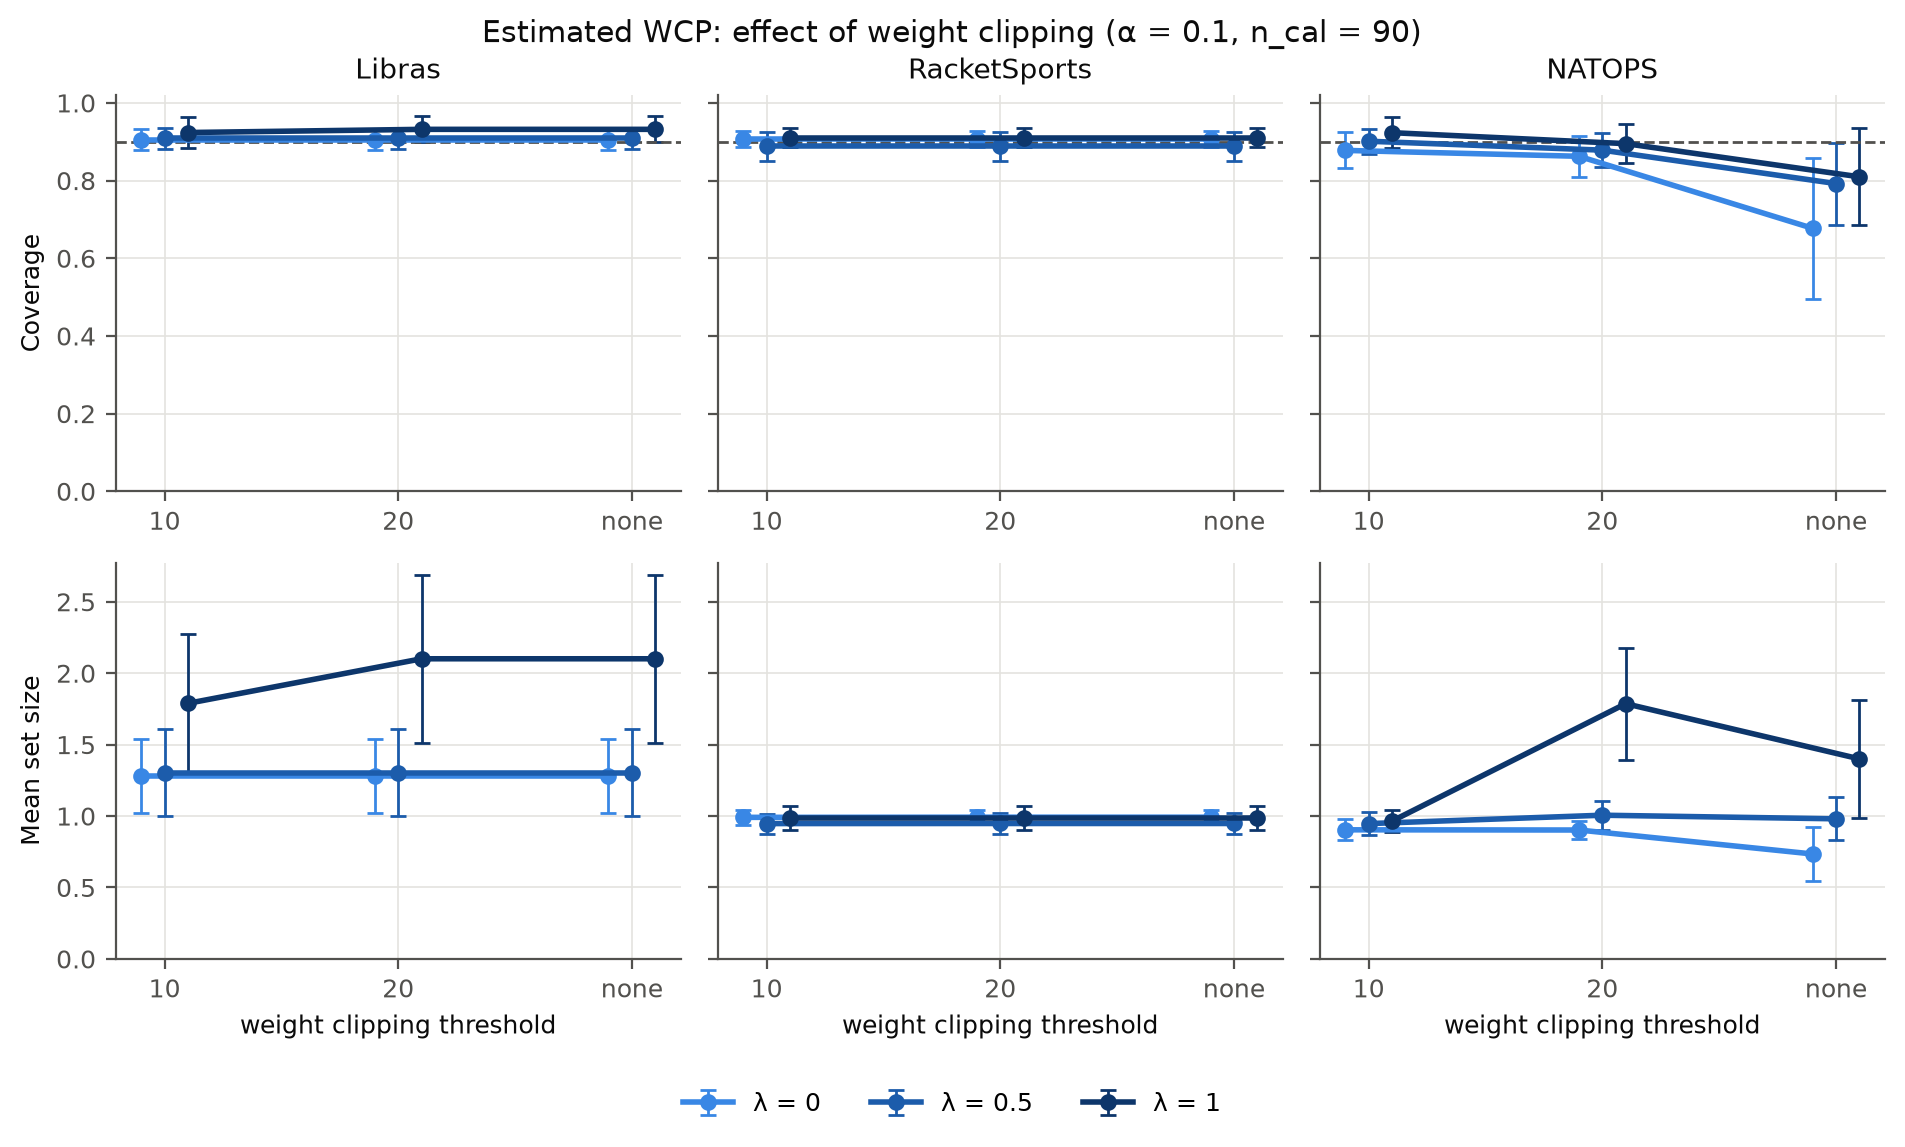 Estimated WCP: effect of weight clipping (α = 0.1, n_cal = 90)
Libras
RacketSports
NATOPS
Coverage
1.0
0.8
0.6
0.4
0.2
0.0
10 20 none
10 20 none
10 20 none
Mean set size
2.5
2.0
1.5
1.0
0.5
0.0
10 20 none
10 20 none
10 20 none
weight clipping threshold
weight clipping threshold
weight clipping threshold
λ = 0
λ = 0.5
λ = 1